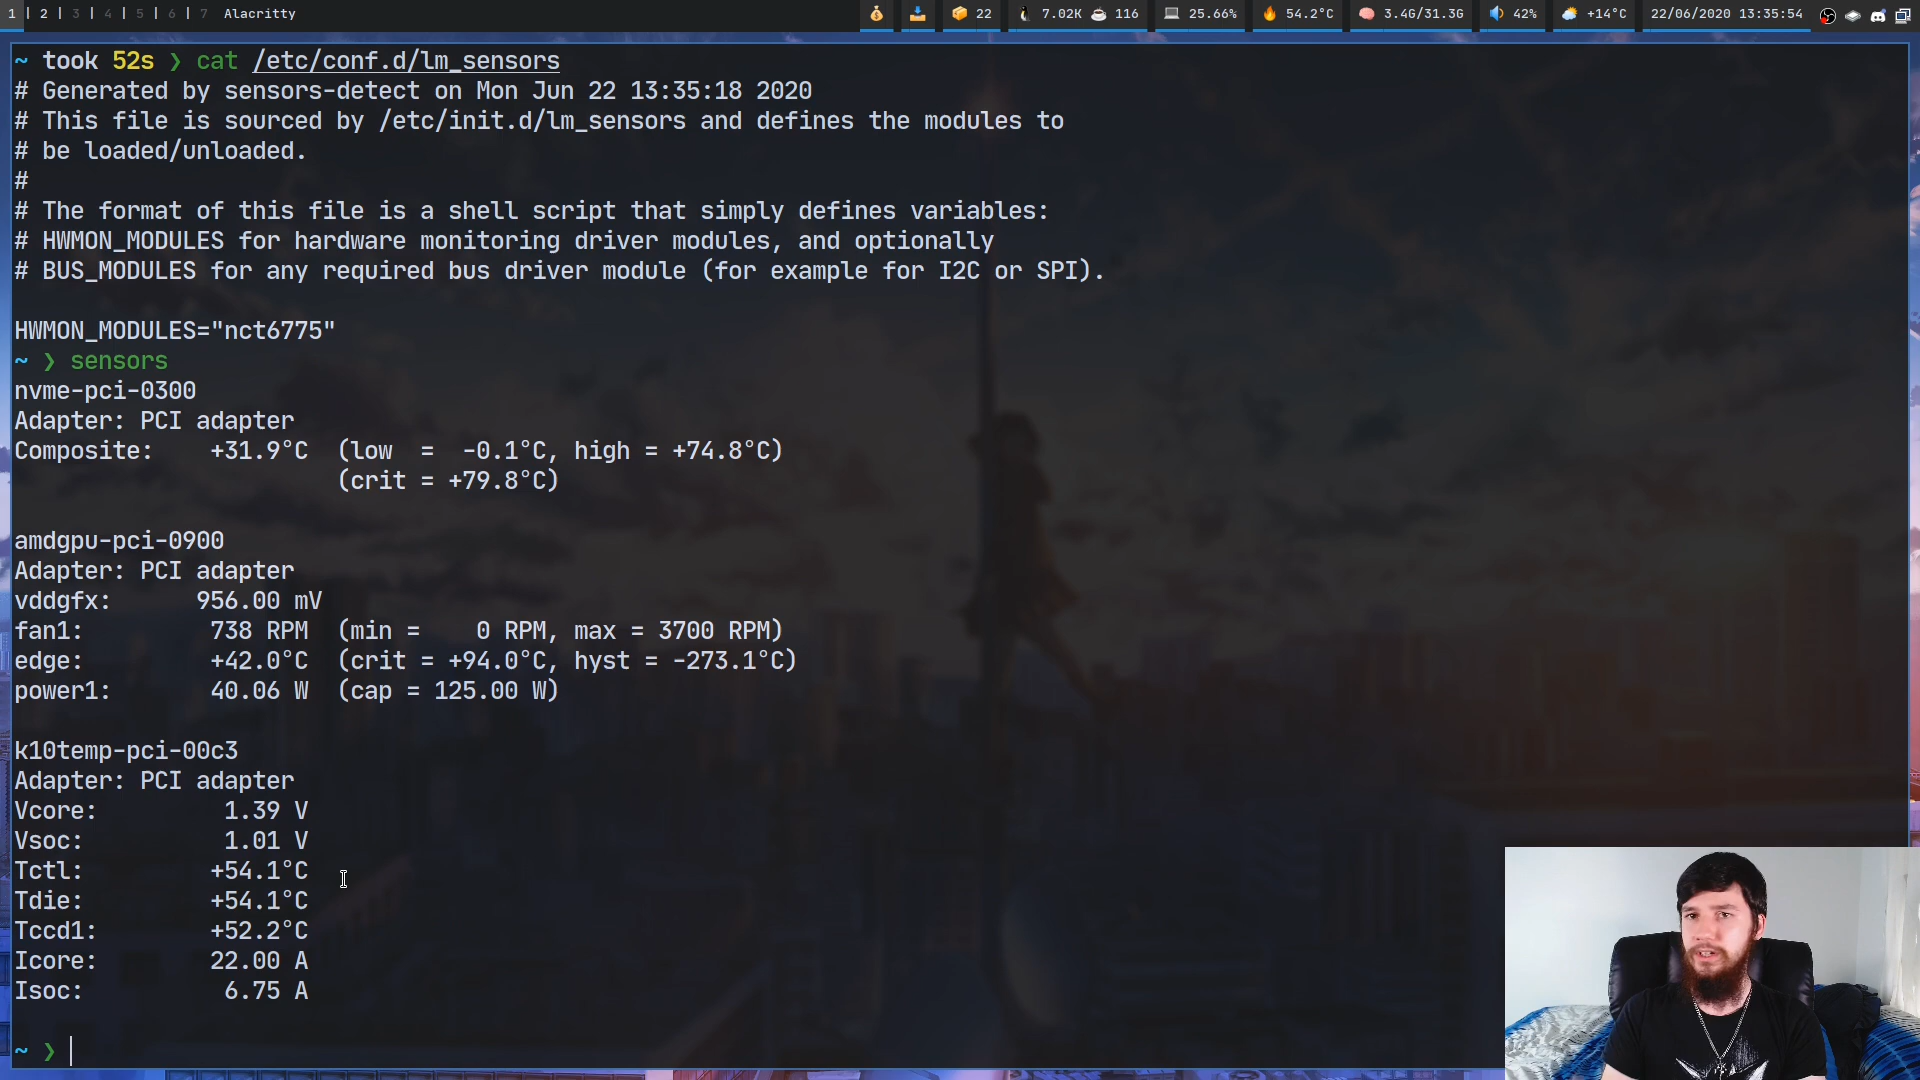 1 | 2 | 3 | 4 | 5 | 6 | 7 Alacritty 22 7.02K 116 25.66% 54.2°C 3.4G/31.3G 42% +14°C 22/06/2020 13:35:54
~ took 52s ❯ cat /etc/conf.d/lm_sensors
# Generated by sensors-detect on Mon Jun 22 13:35:18 2020
# This file is sourced by /etc/init.d/lm_sensors and defines the modules to
# be loaded/unloaded.
#
# The format of this file is a shell script that simply defines variables:
# HWMON_MODULES for hardware monitoring driver modules, and optionally
# BUS_MODULES for any required bus driver module (for example for I2C or SPI).
HWMON_MODULES="nct6775"
~ ❯ sensors
nvme-pci-0300
Adapter: PCI adapter
Composite: +31.9°C (low = -0.1°C, high = +74.8°C)
(crit = +79.8°C)
amdgpu-pci-0900
Adapter: PCI adapter
vddgfx: 956.00 mV
fan1: 738 RPM (min = 0 RPM, max = 3700 RPM)
edge: +42.0°C (crit = +94.0°C, hyst = -273.1°C)
power1: 40.06 W (cap = 125.00 W)
k10temp-pci-00c3
Adapter: PCI adapter
Vcore: 1.39 V
Vsoc: 1.01 V
Tctl: +54.1°C
Tdie: +54.1°C
Tccd1: +52.2°C
Icore: 22.00 A
Isoc: 6.75 A
~ ❯